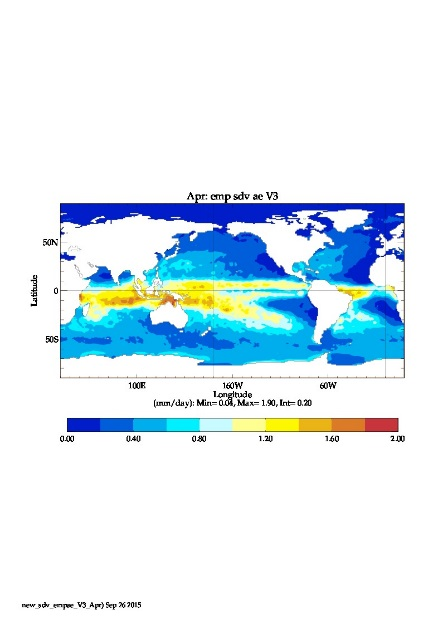 Apr: emp sdv ae V3
50N
0
50S
Latitude
100E 160W 60W
Longitude
(mm/day): Min= 0.04, Max= 1.90, Int= 0.20
0.00 0.40 0.80 1.20 1.60 2.00
new_sdv_empae_V3_Apr) Sep 26 2015